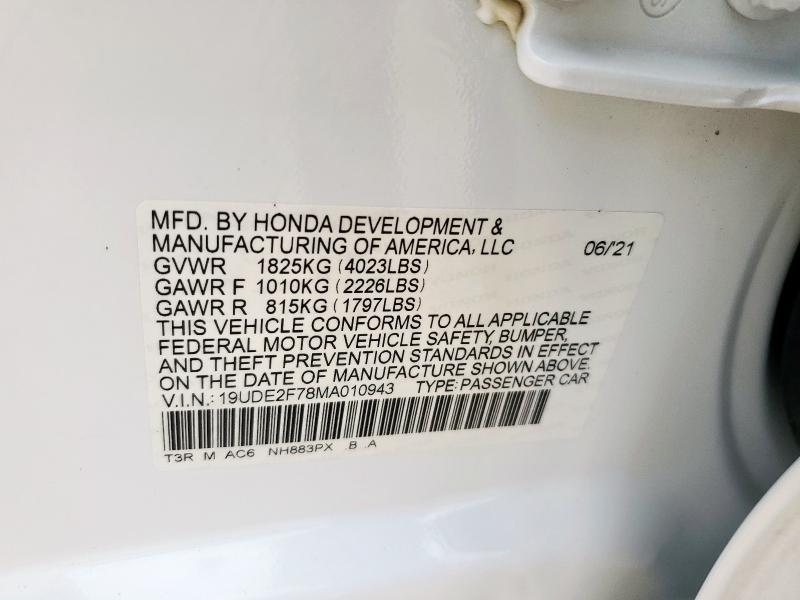 MFD. BY HONDA DEVELOPMENT &
MANUFACTURING OF AMERICA, LLC 06/'21
GVWR 1825KG (4023LBS)
GAWR F 1010KG (2226LBS)
GAWR R 815KG (1797LBS)
THIS VEHICLE CONFORMS TO ALL APPLICABLE
FEDERAL MOTOR VEHICLE SAFETY, BUMPER,
AND THEFT PREVENTION STANDARDS IN EFFECT
ON THE DATE OF MANUFACTURE SHOWN ABOVE.
V.I.N.: 19UDE2F78MA010943 TYPE: PASSENGER CAR
T3R M AC6 NH883PX .B .A